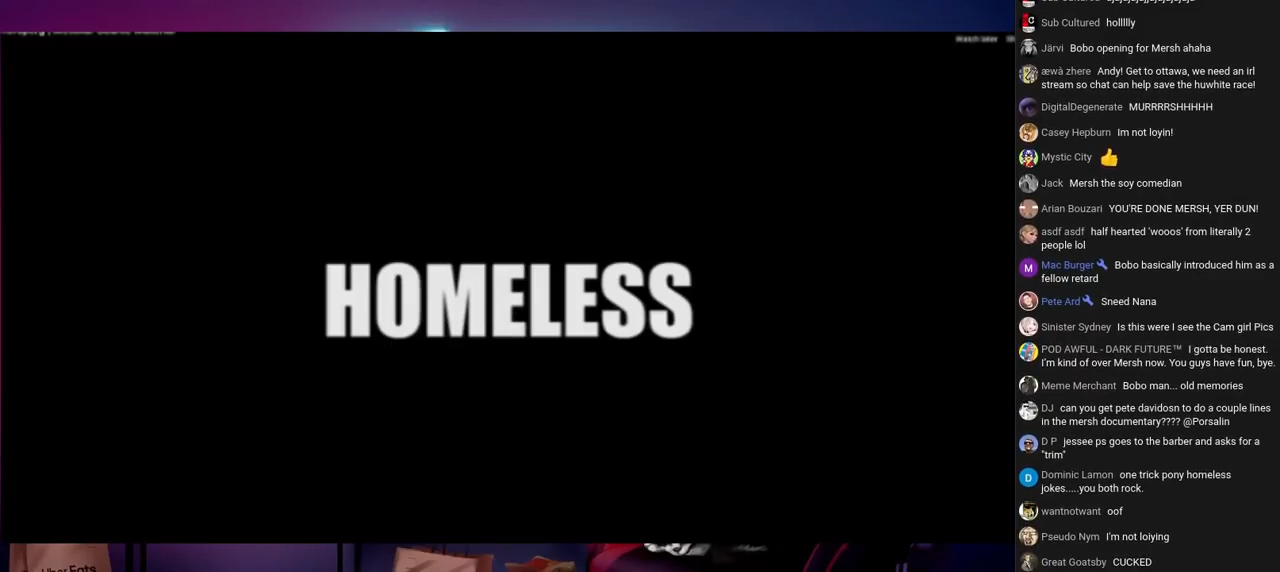 Sub Cultured hollllly
Järvi Bobo opening for Mersh ahaha
æwà zhere Andy! Get to ottawa, we need an irl
stream so chat can help save the huwhite race!
DigitalDegenerate MURRRRSHHHHH
Casey Hepburn Im not loyin!
Mystic City 👍
Jack Mersh the soy comedian
Arian Bouzari YOU'RE DONE MERSH, YER DUN!
asdf asdf half hearted 'wooos' from literally 2
people lol
Mac Burger Bobo basically introduced him as a
fellow retard
Pete Ard Sneed Nana
Sinister Sydney Is this were I see the Cam girl Pics
POD AWFUL - DARK FUTURE™ I gotta be honest.
I'm kind of over Mersh now. You guys have fun, bye.
Meme Merchant Bobo man... old memories
DJ can you get pete davidosn to do a couple lines
in the mersh documentary???? @Porsalin
D P jessee ps goes to the barber and asks for a
"trim"
Dominic Lamon one trick pony homeless
jokes.....you both rock.
wantnotwant oof
Pseudo Nym I'm not loiying
Great Goatsby CUCKED
Watch later
HOMELESS
Uber Eats